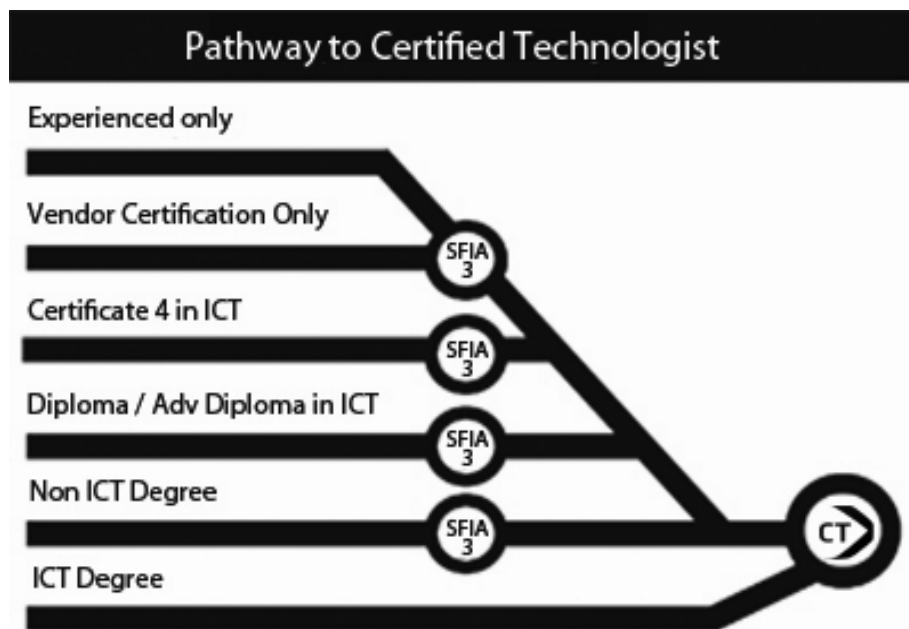 Pathway to Certified Technologist
Experienced only
Vendor Certification Only
SFIA
3
Certificate 4 in ICT
SFIA
3
Diploma / Adv Diploma in ICT
SFIA
3
Non ICT Degree
SFIA
3
CT
ICT Degree